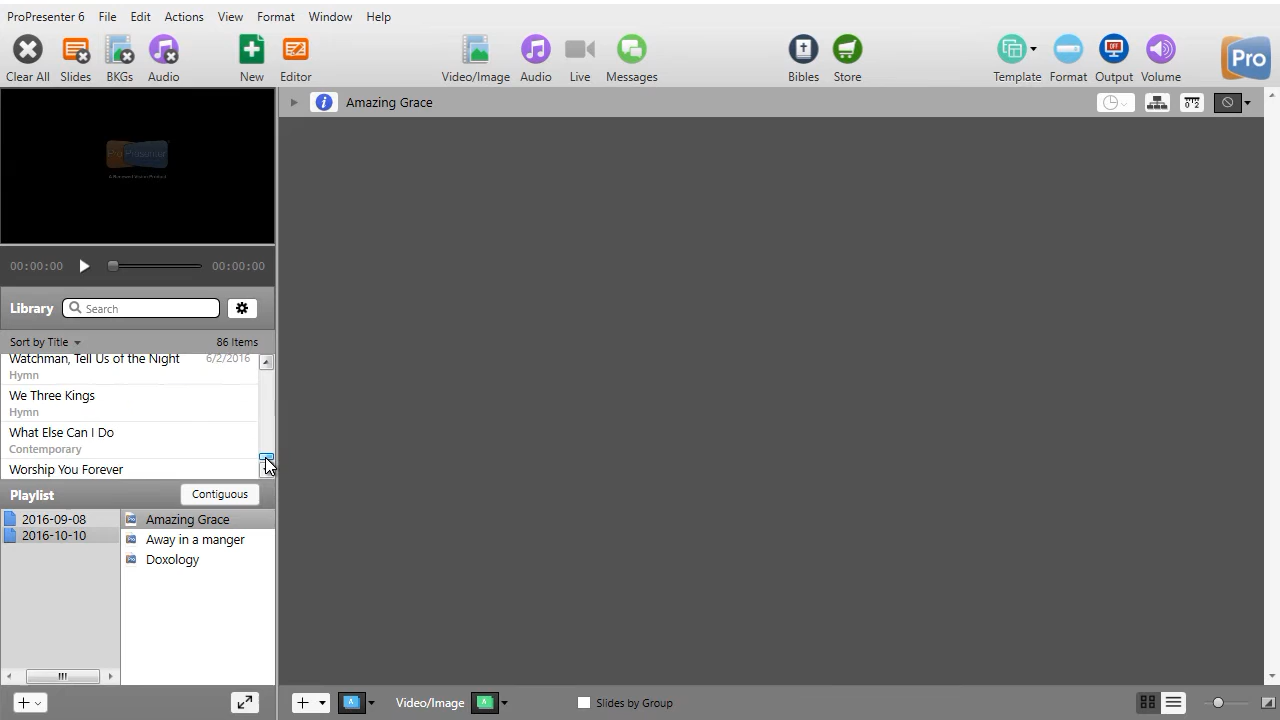 ProPresenter 6 File Edit Actions View Format Window Help
Clear All Slides BKGs Audio New Editor Video/Image Audio Live Messages Bibles Store Template Format Output Volume
OFF
Pro
Amazing Grace
00:00:00 00:00:00
Library Search
Sort by Title 86 Items
Watchman, Tell Us of the Night 6/2/2016
Hymn
We Three Kings
Hymn
What Else Can I Do
Contemporary
Worship You Forever
Playlist Contiguous
2016-09-08
2016-10-10
Amazing Grace
Away in a manger
Doxology
Video/Image Slides by Group